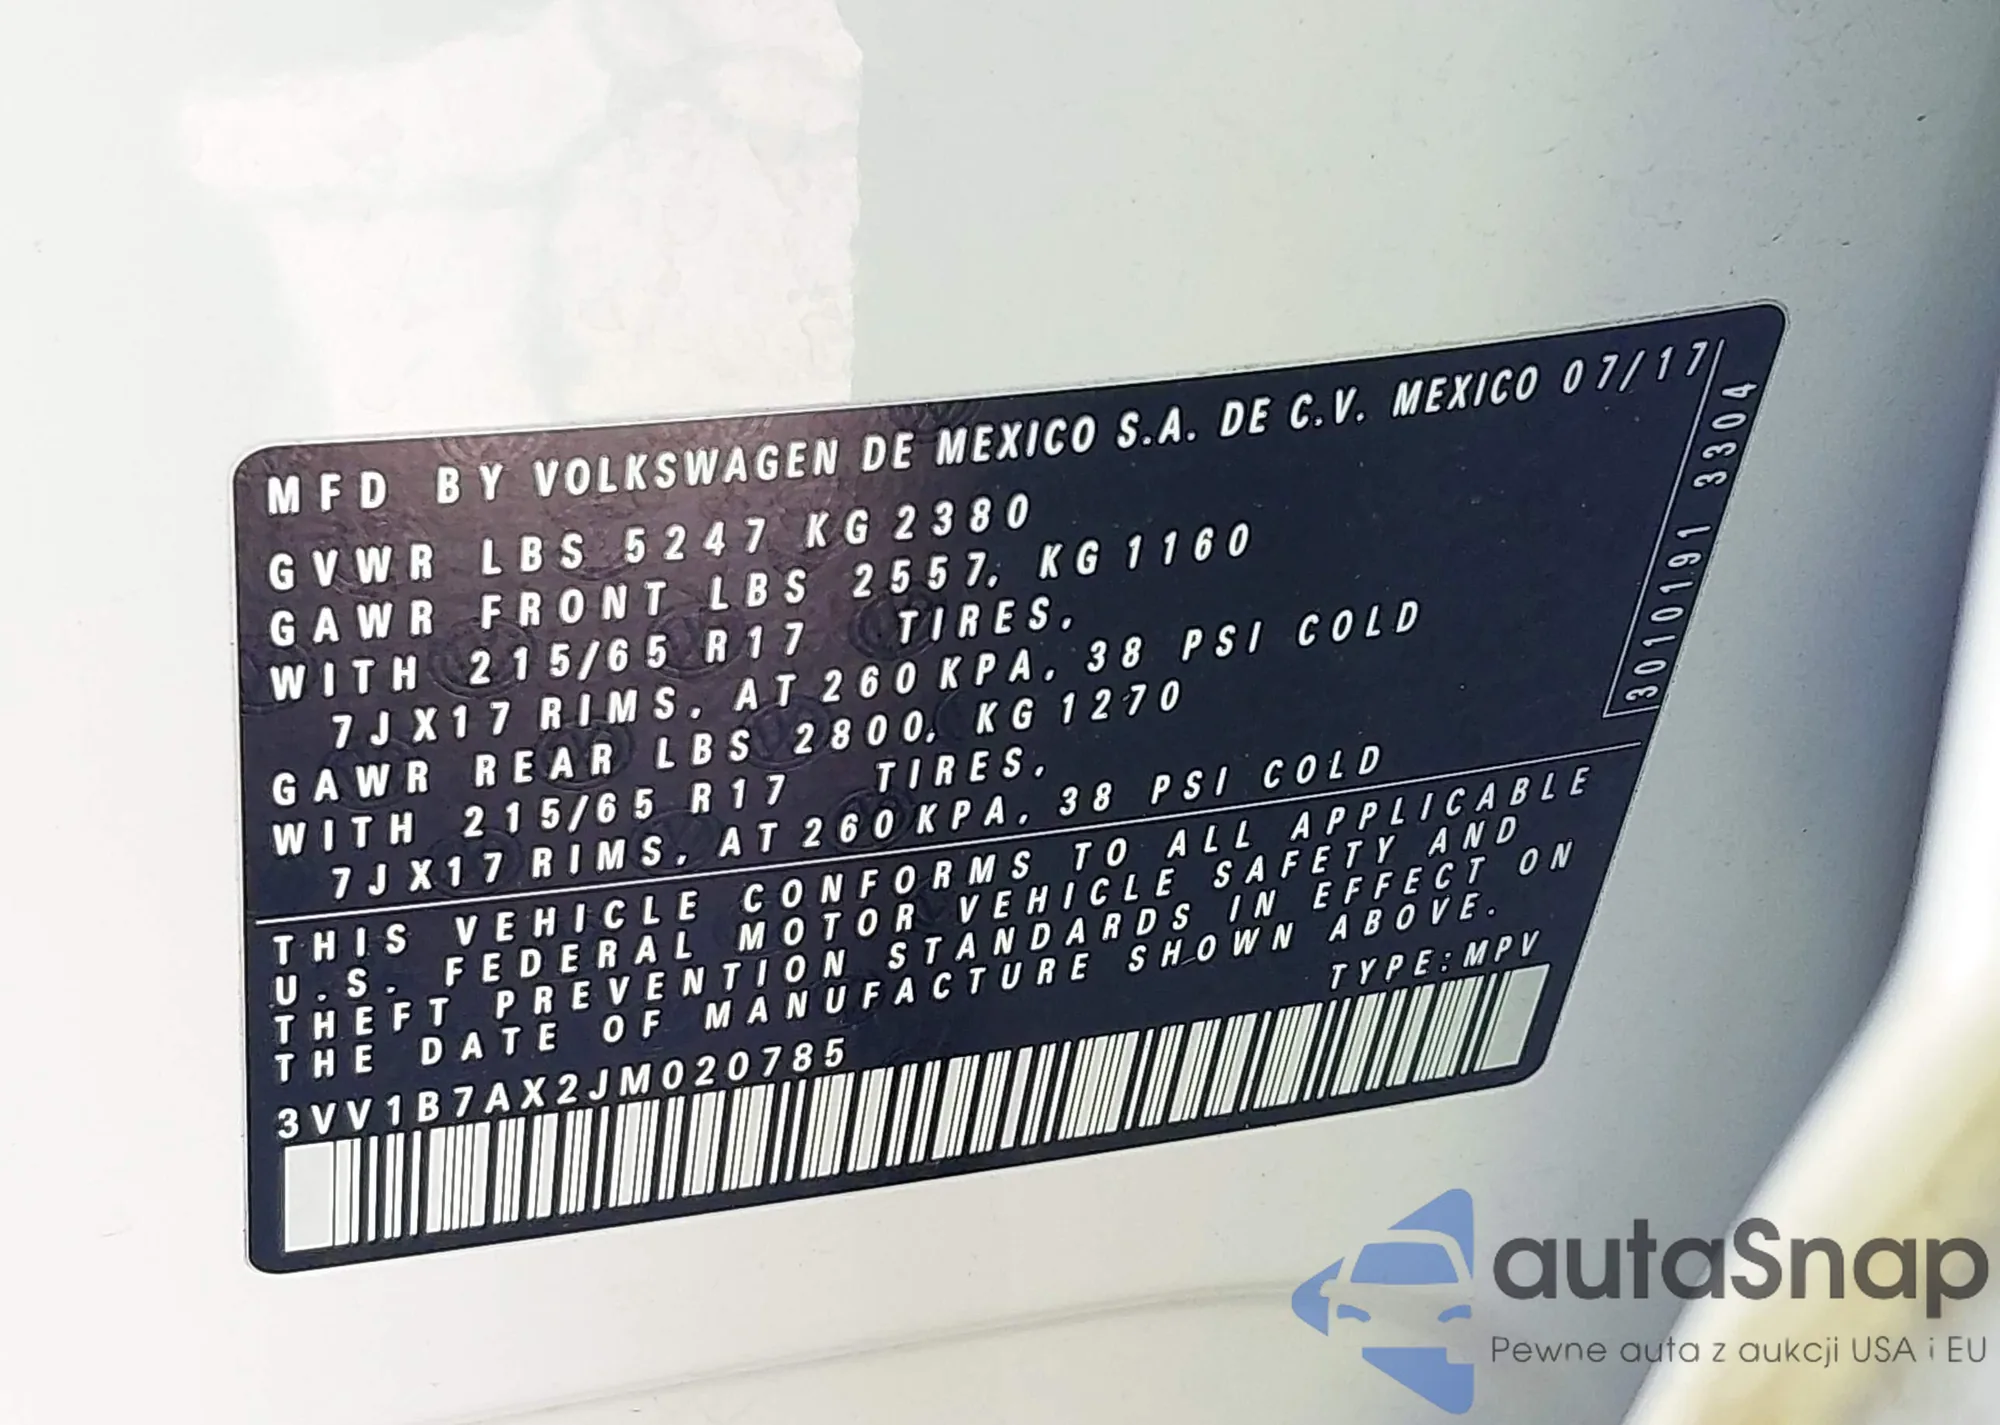 MFD BY VOLKSWAGEN DE MEXICO S.A. DE C.V. MEXICO 07/17
GVWR LBS 5247 KG 2380
GAWR FRONT LBS 2557, KG 1160
WITH 215/65 R17 TIRES,
7JX17 RIMS, AT 260 KPA, 38 PSI COLD
GAWR REAR LBS 2800, KG 1270
WITH 215/65 R17 TIRES,
7JX17 RIMS, AT 260 KPA, 38 PSI COLD
3010191 3304
THIS VEHICLE CONFORMS TO ALL APPLICABLE
U.S. FEDERAL MOTOR VEHICLE SAFETY AND
THEFT PREVENTION STANDARDS IN EFFECT ON
THE DATE OF MANUFACTURE SHOWN ABOVE.
TYPE:MPV
3VV1B7AX2JM020785
autaSnap
Pewne auta z aukcji USA i EU